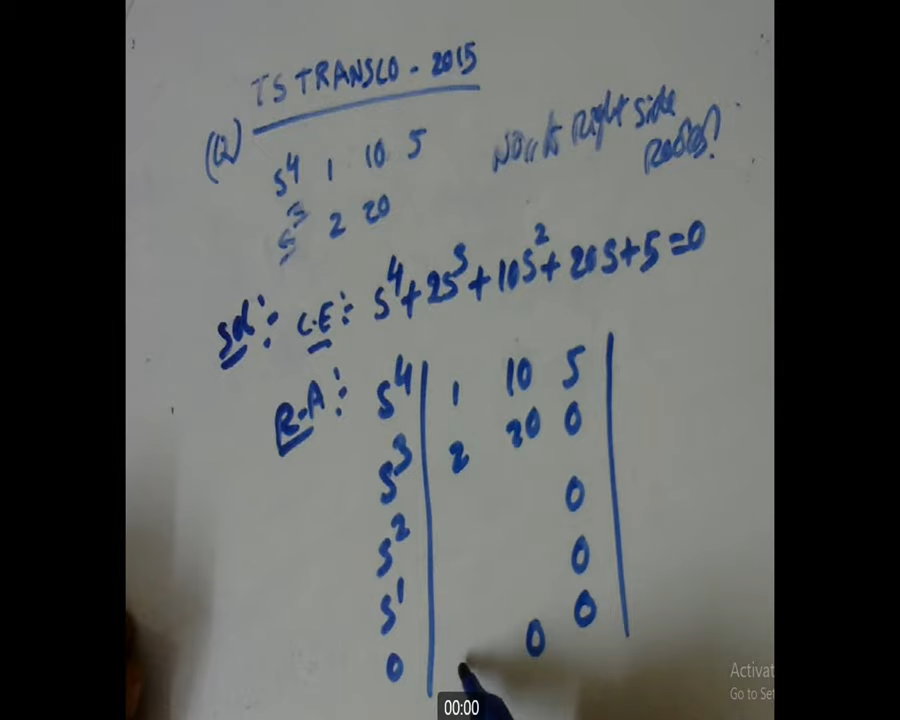 TS TRANSCO - 2015
(Q) S4 1 10 5
S3 2 20
No. of Right side Roots?
Sol: C.E: S4+2S3+10S2+20S+5=0
R.A: S4 1 10 5
S3 2 20 0
S2 0
S1 0
0 0 0
00:00
Activat
Go to Set